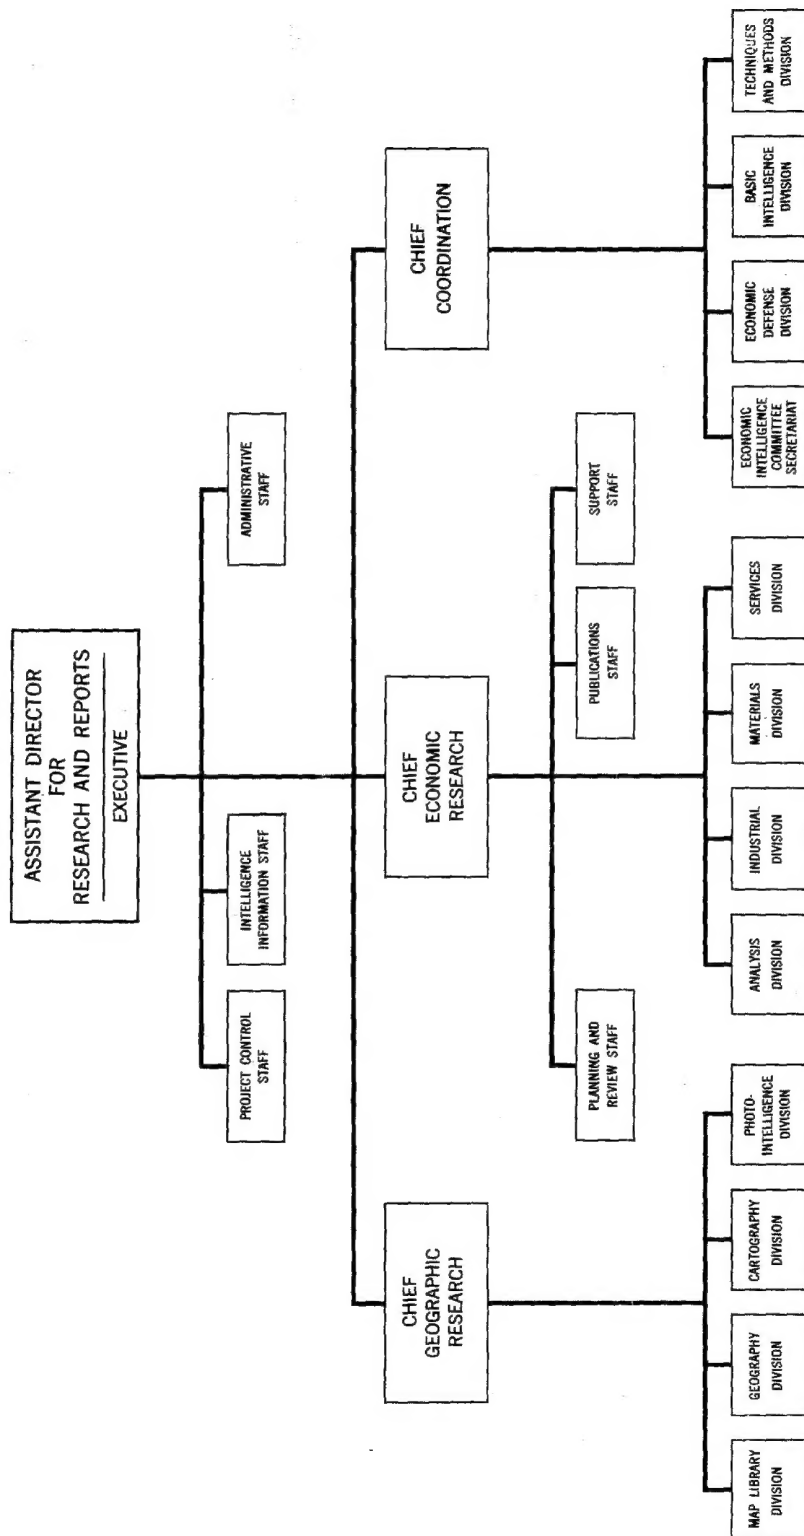 ASSISTANT DIRECTOR
FOR
RESEARCH AND REPORTS
EXECUTIVE
PROJECT CONTROL
STAFF
INTELLIGENCE
INFORMATION STAFF
ADMINISTRATIVE
STAFF
CHIEF
GEOGRAPHIC
RESEARCH
CHIEF
ECONOMIC
RESEARCH
CHIEF
COORDINATION
PLANNING AND
REVIEW STAFF
PUBLICATIONS
STAFF
SUPPORT
STAFF
MAP LIBRARY
DIVISION
GEOGRAPHY
DIVISION
CARTOGRAPHY
DIVISION
PHOTO-
INTELLIGENCE
DIVISION
ANALYSIS
DIVISION
INDUSTRIAL
DIVISION
MATERIALS
DIVISION
SERVICES
DIVISION
ECONOMIC
INTELLIGENCE
COMMITTEE
SECRETARIAT
ECONOMIC
DEFENSE
DIVISION
BASIC
INTELLIGENCE
DIVISION
TECHNIQUES
AND METHODS
DIVISION